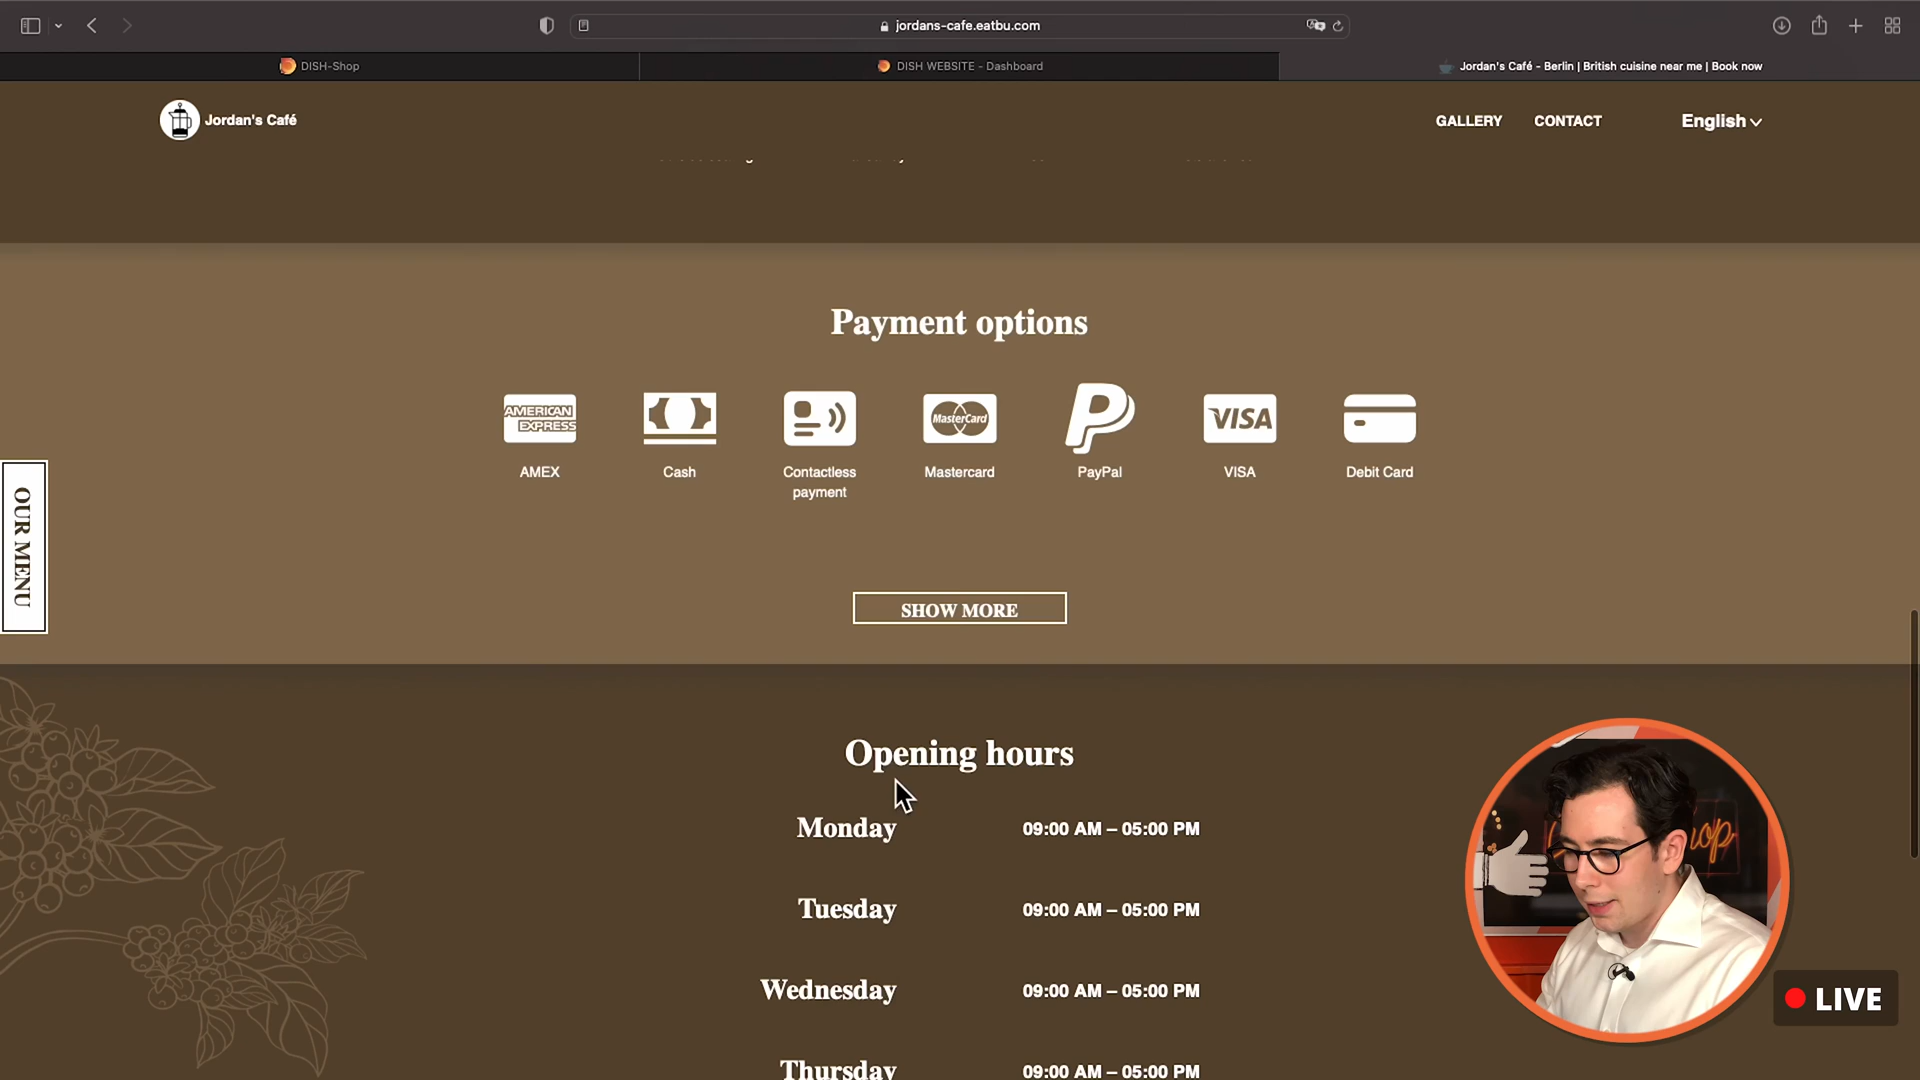 jordans-cafe.eatbu.com
DISH-Shop
DISH WEBSITE - Dashboard
Jordan's Café - Berlin | British cuisine near me | Book now
Jordan's Café
GALLERY
CONTACT
English
Payment options
AMERICAN
EXPRESS
MasterCard
VISA
AMEX
Cash
Contactless
payment
Mastercard
PayPal
VISA
Debit Card
OUR MENU
SHOW MORE
Opening hours
Monday 09:00 AM – 05:00 PM
Tuesday 09:00 AM – 05:00 PM
Wednesday 09:00 AM – 05:00 PM
Thursday 09:00 AM – 05:00 PM
LIVE